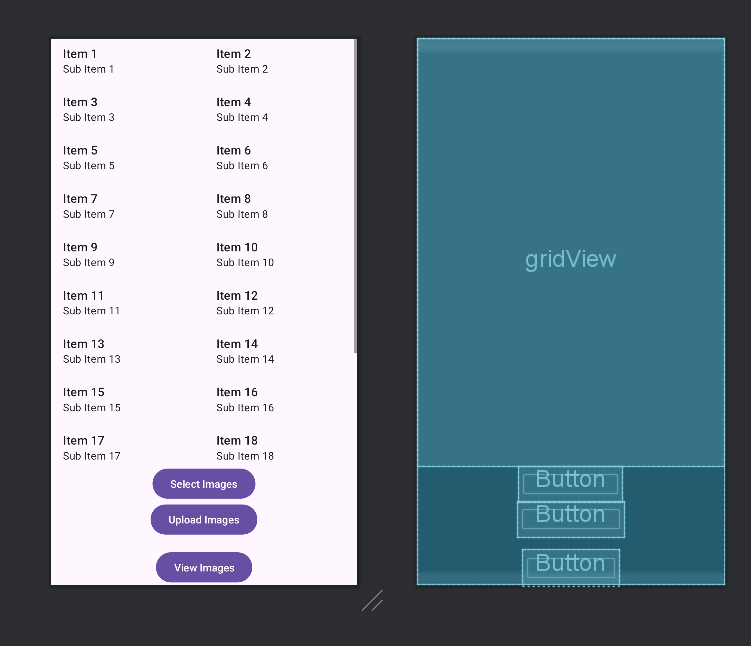 Item 1 Item 2
Sub Item 1 Sub Item 2
Item 3 Item 4
Sub Item 3 Sub Item 4
Item 5 Item 6
Sub Item 5 Sub Item 6
Item 7 Item 8
Sub Item 7 Sub Item 8
Item 9 Item 10
Sub Item 9 Sub Item 10
Item 11 Item 12
Sub Item 11 Sub Item 12
Item 13 Item 14
Sub Item 13 Sub Item 14
Item 15 Item 16
Sub Item 15 Sub Item 16
Item 17 Item 18
Sub Item 17 Sub Item 18
Select Images
Upload Images
View Images
gridView
Button
Button
Button